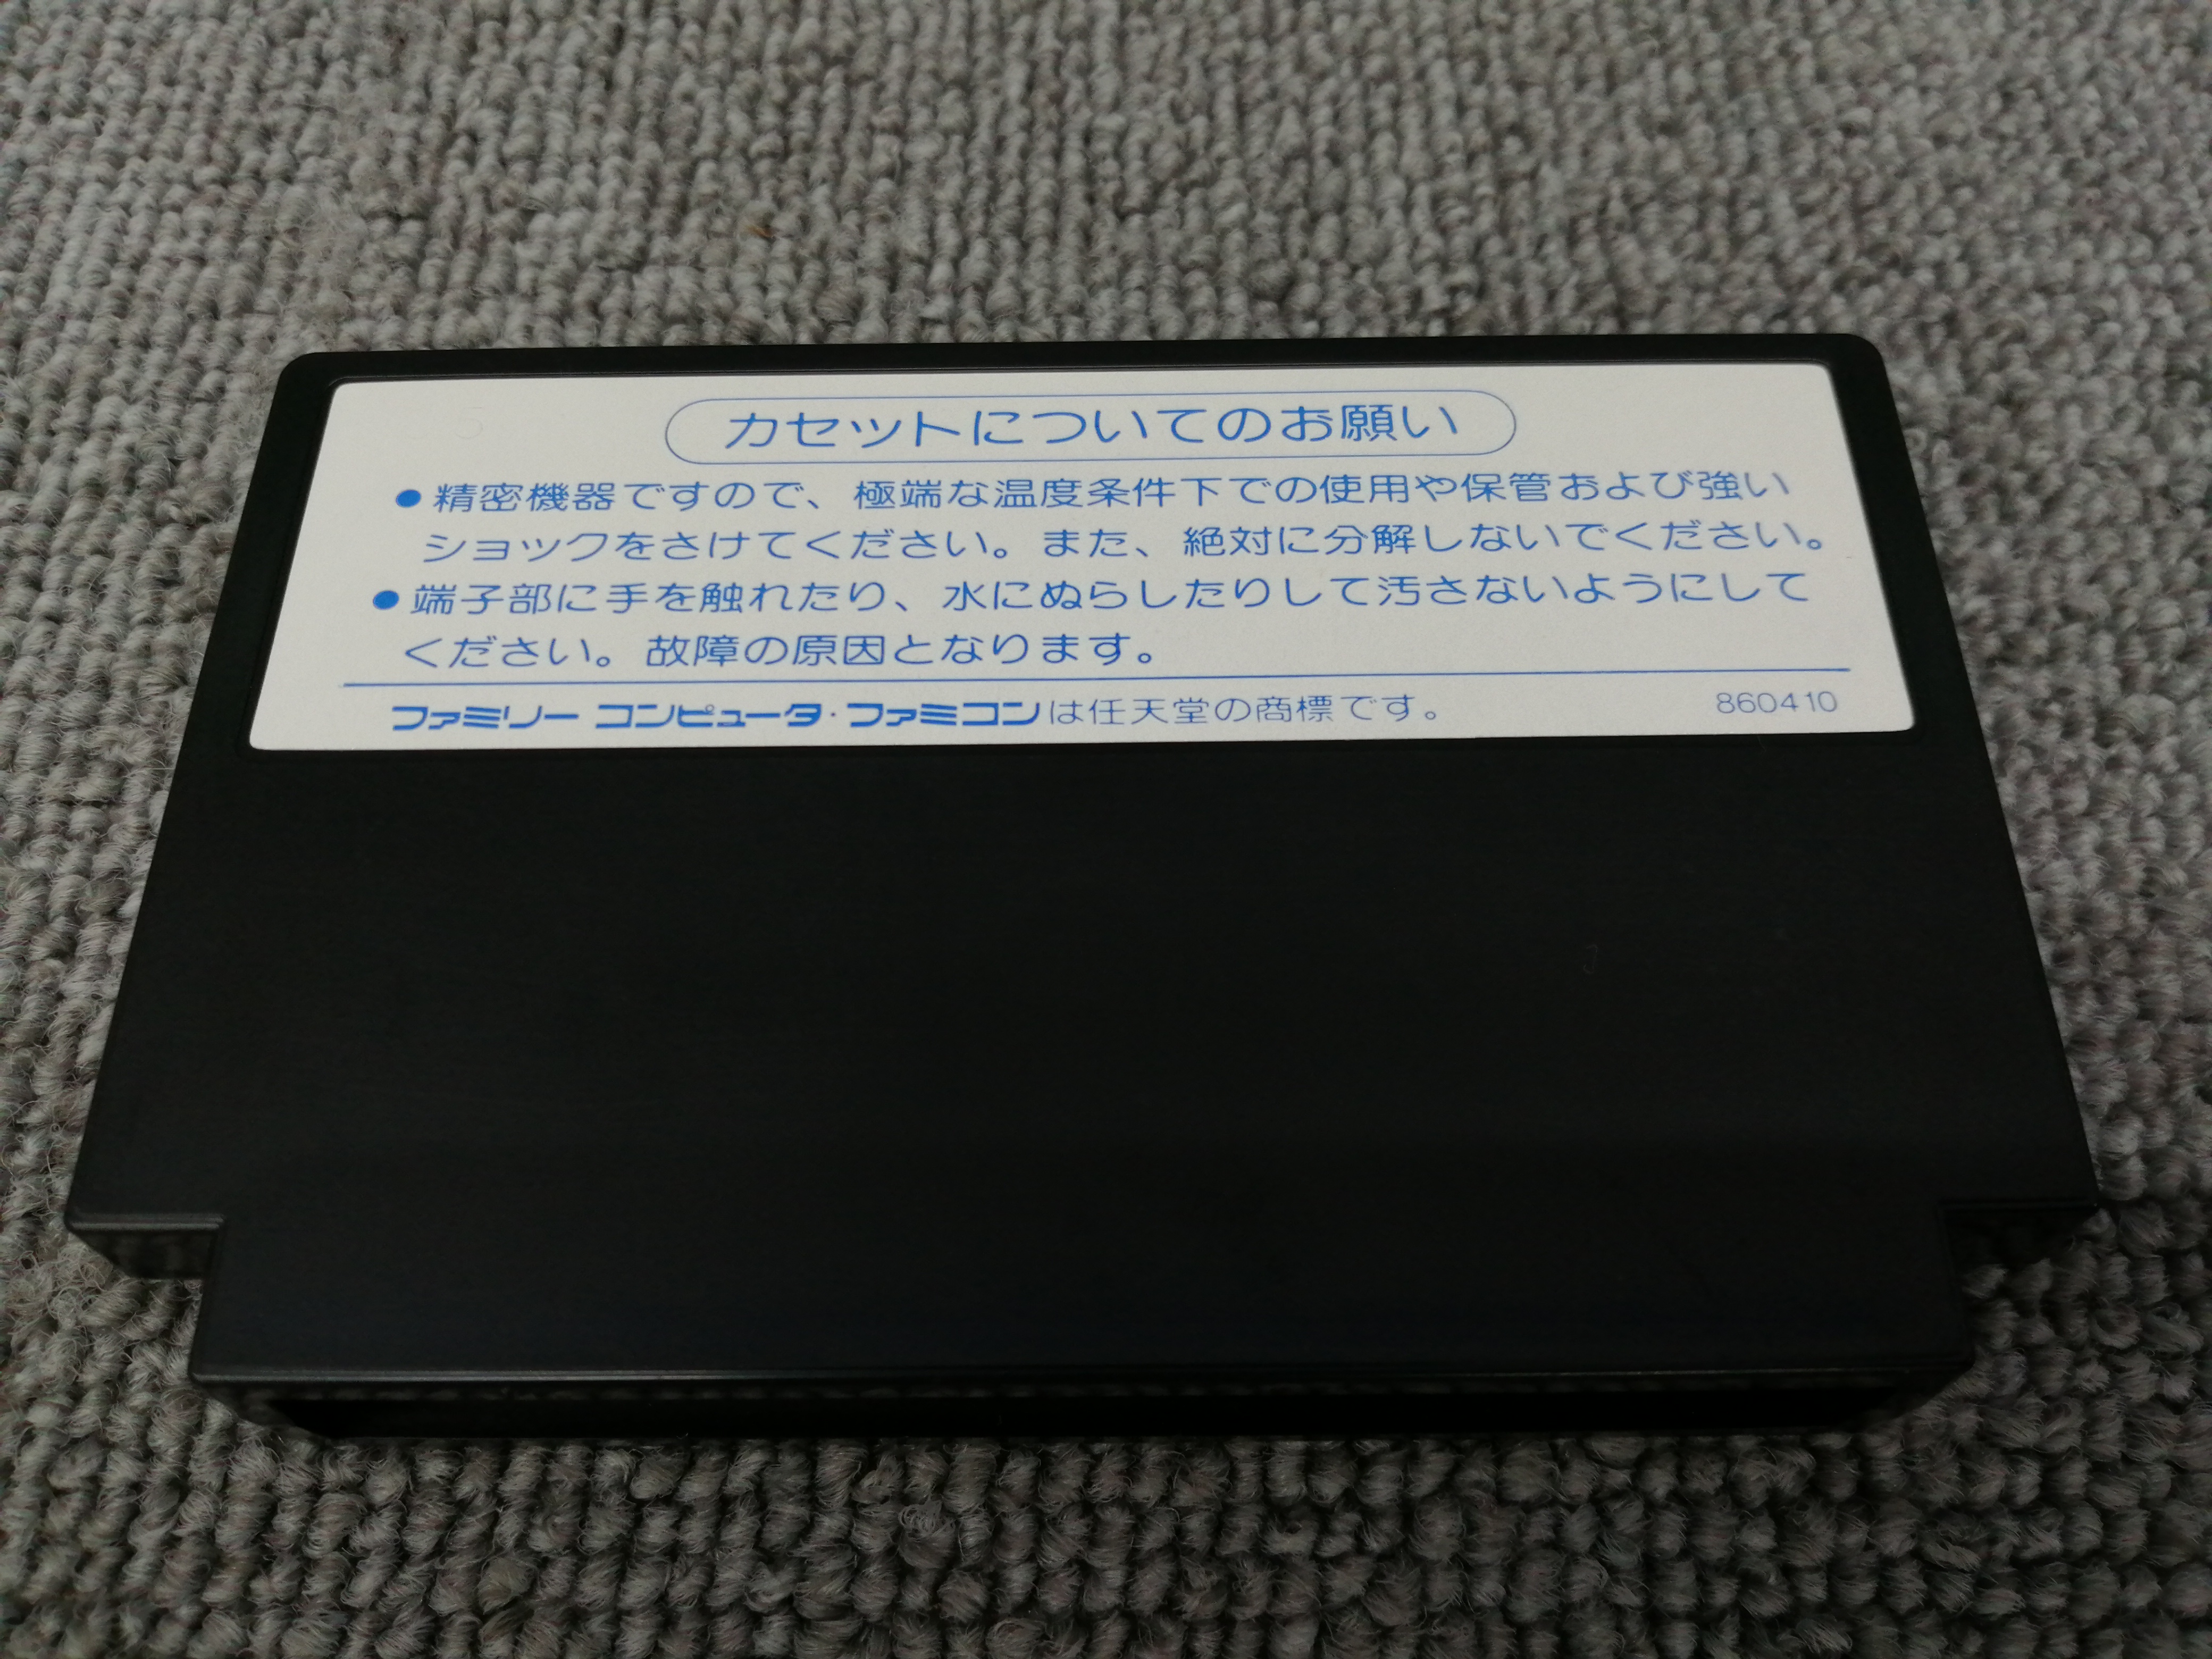 カセットについてのお願い
●精密機器ですので、極端な温度条件下での使用や保管および強い
ショックをさけてください。また、絶対に分解しないでください。
●端子部に手を触れたり、水にぬらしたりして汚さないようにして
ください。故障の原因となります。
ファミリー コンピュータ・ファミコンは任天堂の商標です。 860410
5